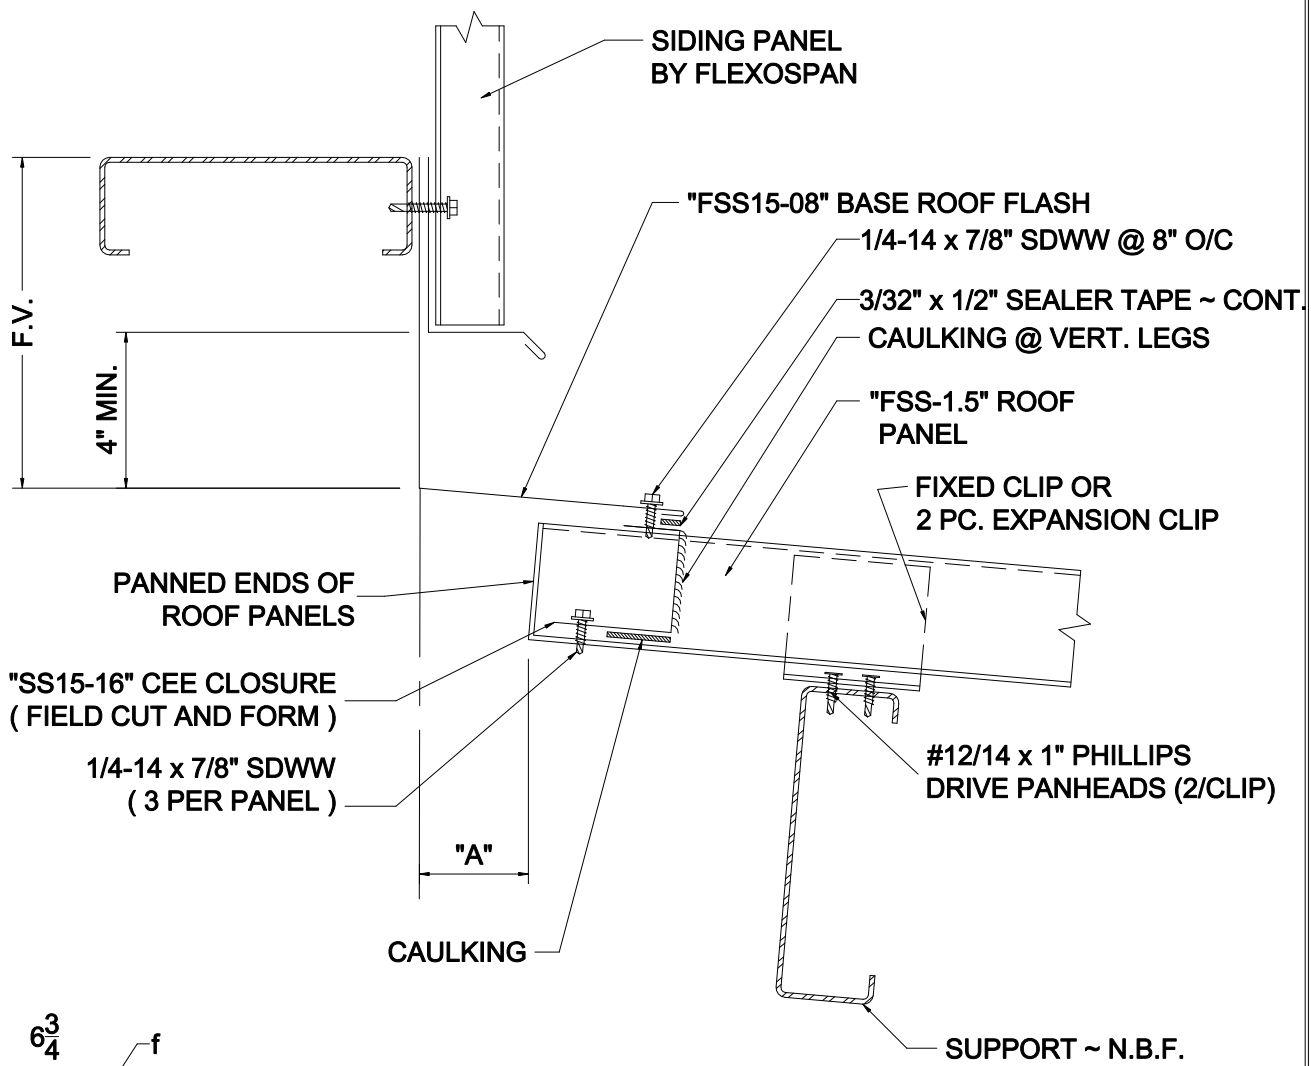 SIDING PANEL
BY FLEXOSPAN
"FSS15-08" BASE ROOF FLASH
1/4-14 x 7/8" SDWW @ 8" O/C
3/32" x 1/2" SEALER TAPE ~ CONT.
CAULKING @ VERT. LEGS
"FSS-1.5" ROOF
PANEL
FIXED CLIP OR
2 PC. EXPANSION CLIP
F.V.
4" MIN.
PANNED ENDS OF
ROOF PANELS
"SS15-16" CEE CLOSURE
( FIELD CUT AND FORM )
1/4-14 x 7/8" SDWW
( 3 PER PANEL )
#12/14 x 1" PHILLIPS
DRIVE PANHEADS (2/CLIP)
"A"
CAULKING
6 3/4
f
SUPPORT ~ N.B.F.